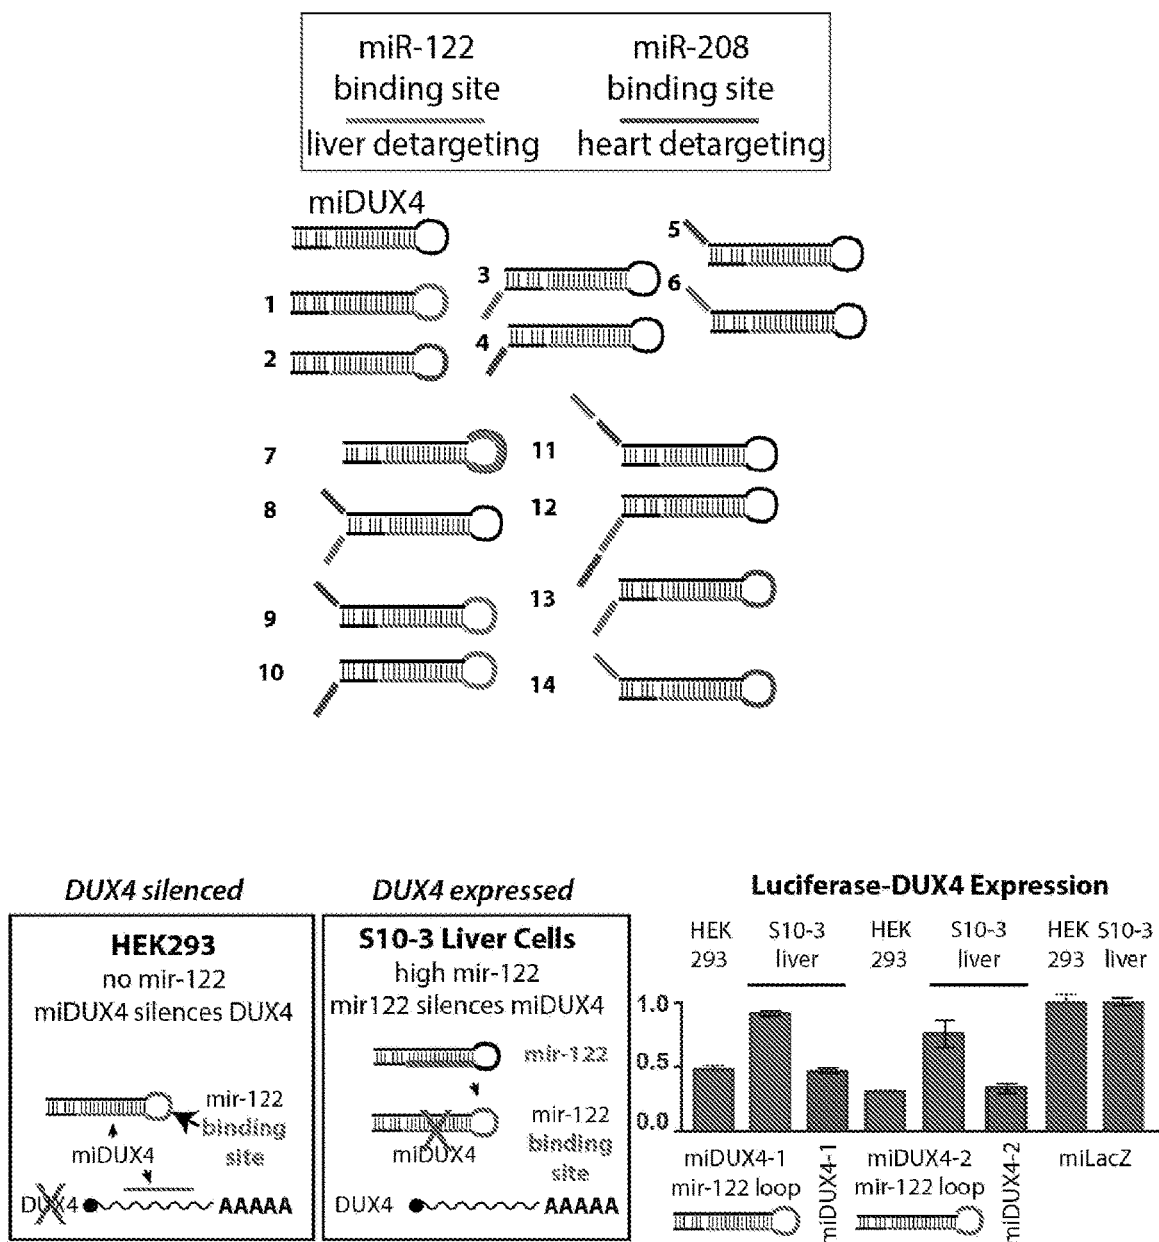 miR-122
binding site
liver detargeting
miR-208
binding site
heart detargeting
miDUX4
1
2
3
4
5
6
7
8
9
10
11
12
13
14
DUX4 silenced
HEK293
no mir-122
miDUX4 silences DUX4
mir-122
binding
site
miDUX4
DUX4
AAAAA
DUX4 expressed
S10-3 Liver Cells
high mir-122
mir122 silences miDUX4
mir-122
mir-122
binding
site
miDUX4
DUX4
AAAAA
Luciferase-DUX4 Expression
HEK
293
S10-3
liver
HEK
293
S10-3
liver
HEK
293
S10-3
liver
1.0
0.5
0.0
miDUX4-1
mir-122 loop
miDUX4-1
miDUX4-2
mir-122 loop
miDUX4-2
miLacZ